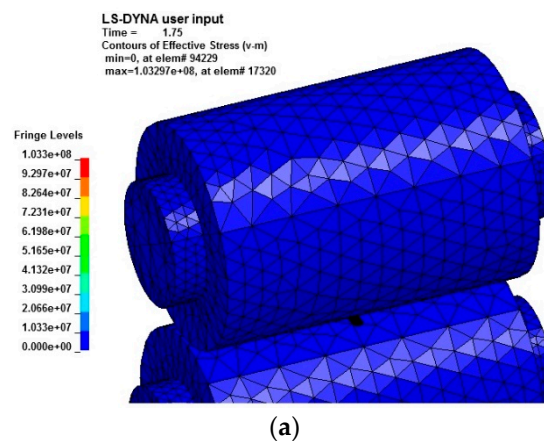 LS-DYNA user input
Time = 1.75
Contours of Effective Stress (v-m)
min=0, at elem# 94229
max=1.03297e+08, at elem# 17320
Fringe Levels
1.033e+08
9.297e+07
8.264e+07
7.231e+07
6.198e+07
5.165e+07
4.132e+07
3.099e+07
2.066e+07
1.033e+07
0.000e+00
(a)